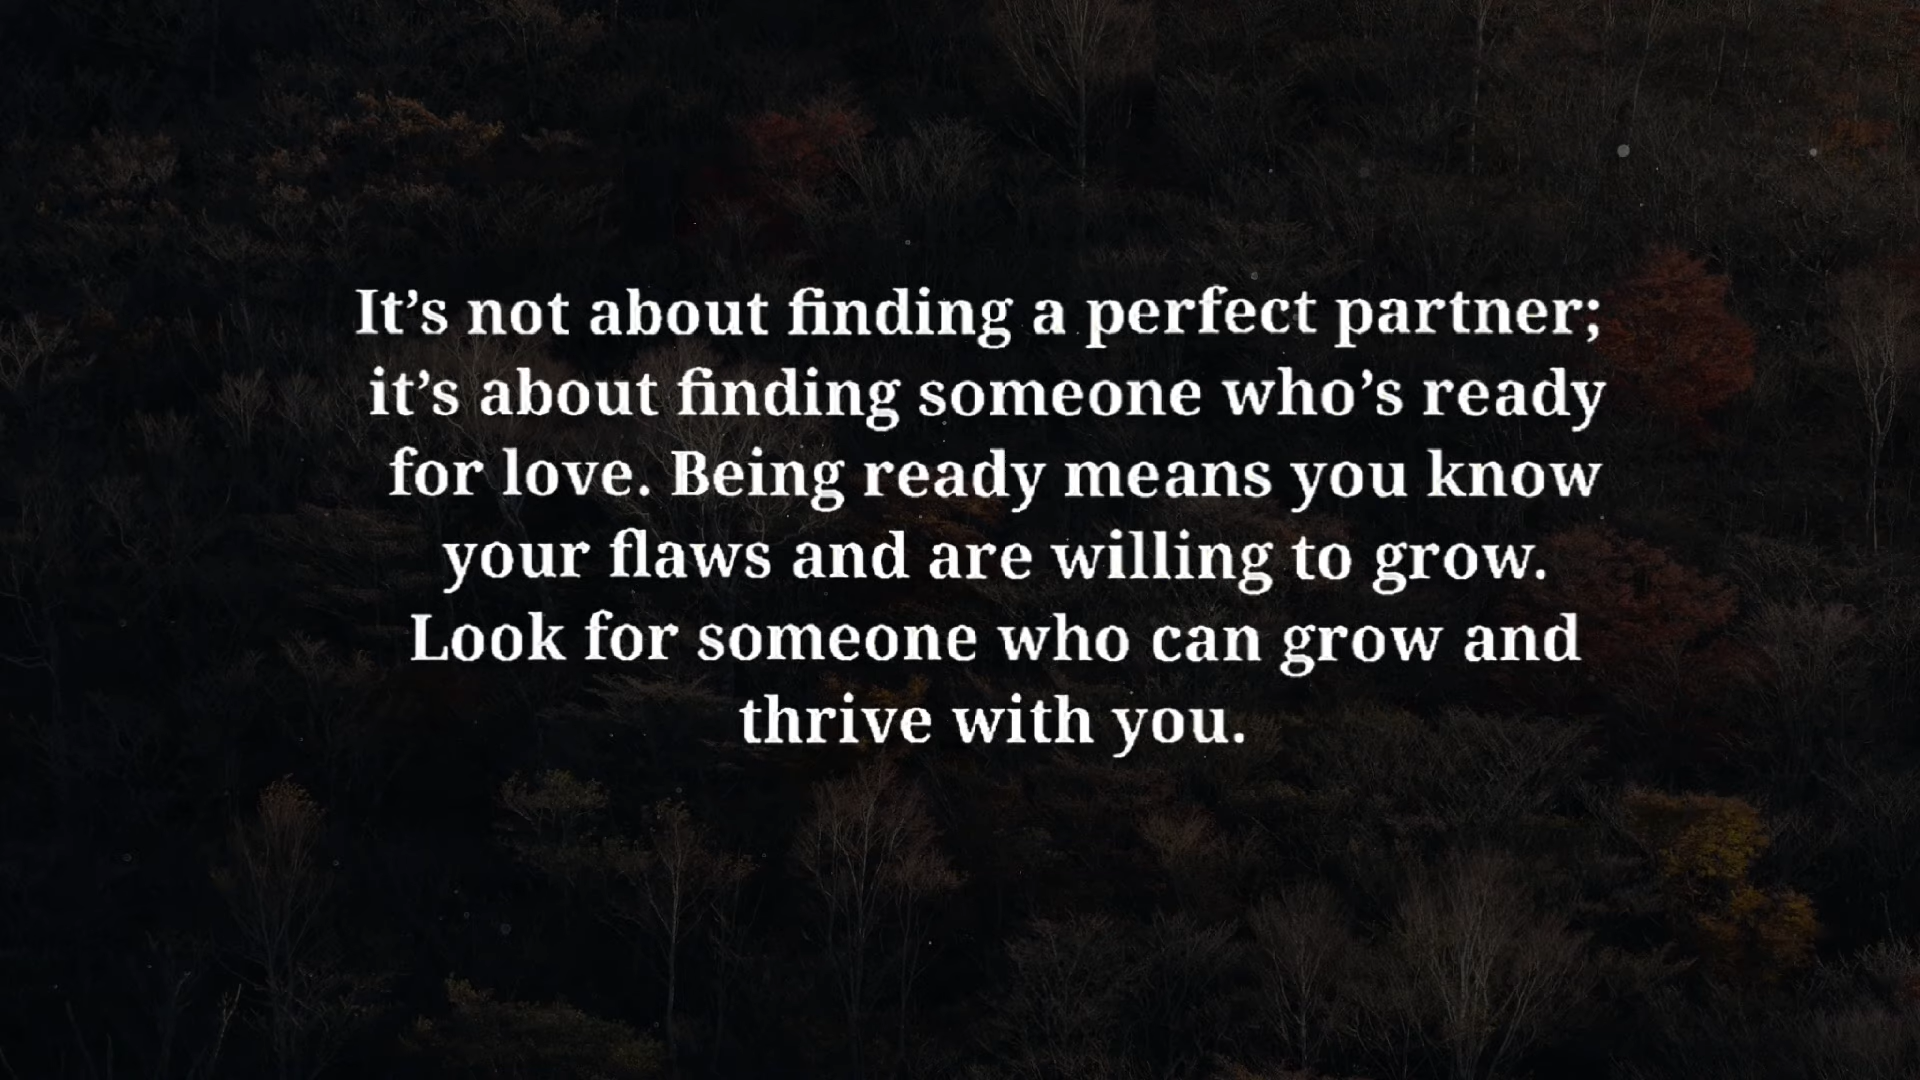 It’s not about finding a perfect partner;
it’s about finding someone who’s ready
for love. Being ready means you know
your flaws and are willing to grow.
Look for someone who can grow and
thrive with you.